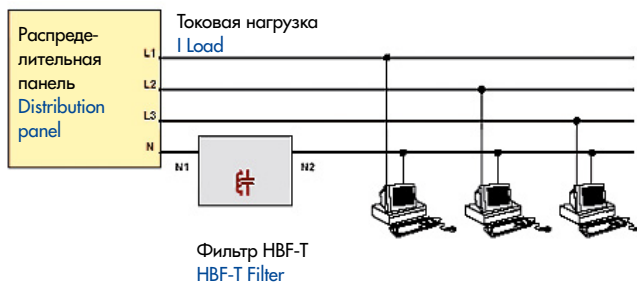 Распреде-
лительная
панель
Distribution
panel
Токовая нагрузка
I Load
L1
L2
L3
N
N1
N2
Фильтр HBF-T
HBF-T Filter